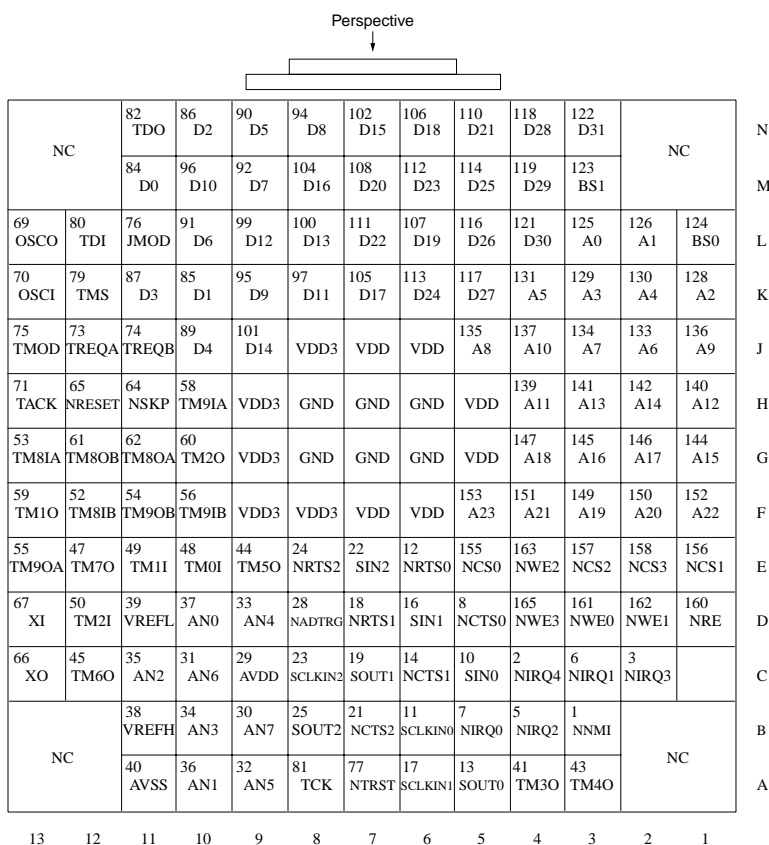 Perspective
82 86 90 94 102 106 110 118 122
TDO D2 D5 D8 D15 D18 D21 D28 D31 N
NC NC
84 96 92 104 108 112 114 119 123
D0 D10 D7 D16 D20 D23 D25 D29 BS1 M
69 80 76 91 99 100 111 107 116 121 125 126 124
OSCO TDI JMOD D6 D12 D13 D22 D19 D26 D30 A0 A1 BS0 L
70 79 87 85 95 97 105 113 117 131 129 130 128
OSCI TMS D3 D1 D9 D11 D17 D24 D27 A5 A3 A4 A2 K
75 73 74 89 101 135 137 134 133 136
TMOD TREQA TREQB D4 D14 VDD3 VDD VDD A8 A10 A7 A6 A9 J
71 65 64 58 139 141 142 140
TACK NRESET NSKP TM9IA VDD3 GND GND GND VDD A11 A13 A14 A12 H
53 61 62 60 147 145 146 144
TM8IA TM8OB TM8OA TM2O VDD3 GND GND GND VDD A18 A16 A17 A15 G
59 52 54 56 153 151 149 150 152
TM1O TM8IB TM9OB TM9IB VDD3 VDD3 VDD VDD A23 A21 A19 A20 A22 F
55 47 49 48 44 24 22 12 155 163 157 158 156
TM9OA TM7O TM1I TM0I TM5O NRTS2 SIN2 NRTS0 NCS0 NWE2 NCS2 NCS3 NCS1 E
67 50 39 37 33 28 18 16 8 165 161 162 160
XI TM2I VREFL AN0 AN4 NADTRG NRTS1 SIN1 NCTS0 NWE3 NWE0 NWE1 NRE D
66 45 35 31 29 23 19 14 10 2 6 3
XO TM6O AN2 AN6 AVDD SCLKIN2 SOUT1 NCTS1 SIN0 NIRQ4 NIRQ1 NIRQ3 C
38 34 30 25 21 11 7 5 1
VREFH AN3 AN7 SOUT2 NCTS2 SCLKIN0 NIRQ0 NIRQ2 NNMI B
NC NC
40 36 32 81 77 17 13 41 43
AVSS AN1 AN5 TCK NTRST SCLKIN1 SOUT0 TM3O TM4O A
13 12 11 10 9 8 7 6 5 4 3 2 1